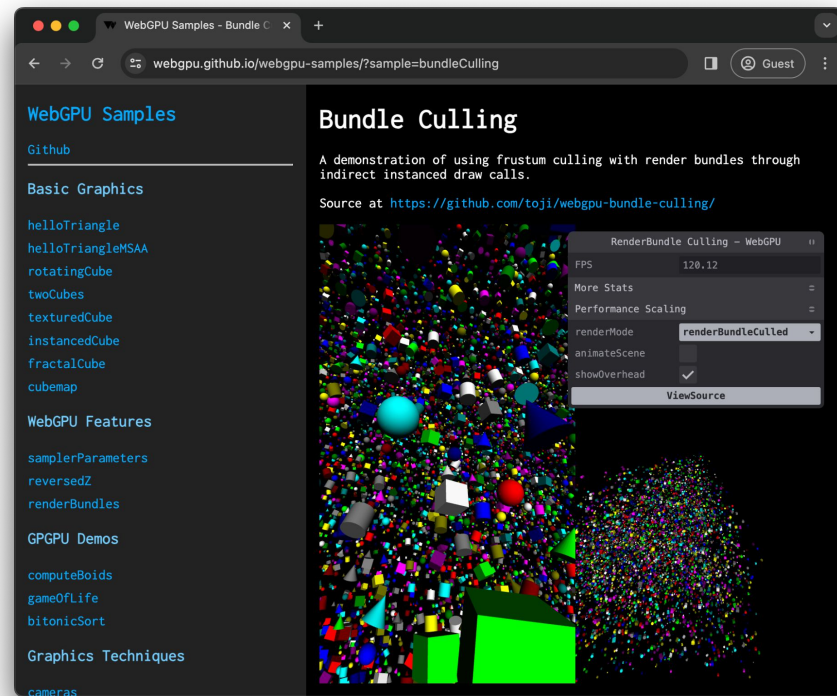 WebGPU Samples - Bundle C
webgpu.github.io/webgpu-samples/?sample=bundleCulling
Guest
WebGPU Samples
Github
Basic Graphics
helloTriangle
helloTriangleMSAA
rotatingCube
twoCubes
texturedCube
instancedCube
fractalCube
cubemap
WebGPU Features
samplerParameters
reversedZ
renderBundles
GPGPU Demos
computeBoids
gameOfLife
bitonicSort
Graphics Techniques
cameras
Bundle Culling
A demonstration of using frustum culling with render bundles through
indirect instanced draw calls.
Source at https://github.com/toji/webgpu-bundle-culling/
RenderBundle Culling - WebGPU
FPS 120.12
More Stats
Performance Scaling
renderMode renderBundleCulled
animateScene
showOverhead
ViewSource